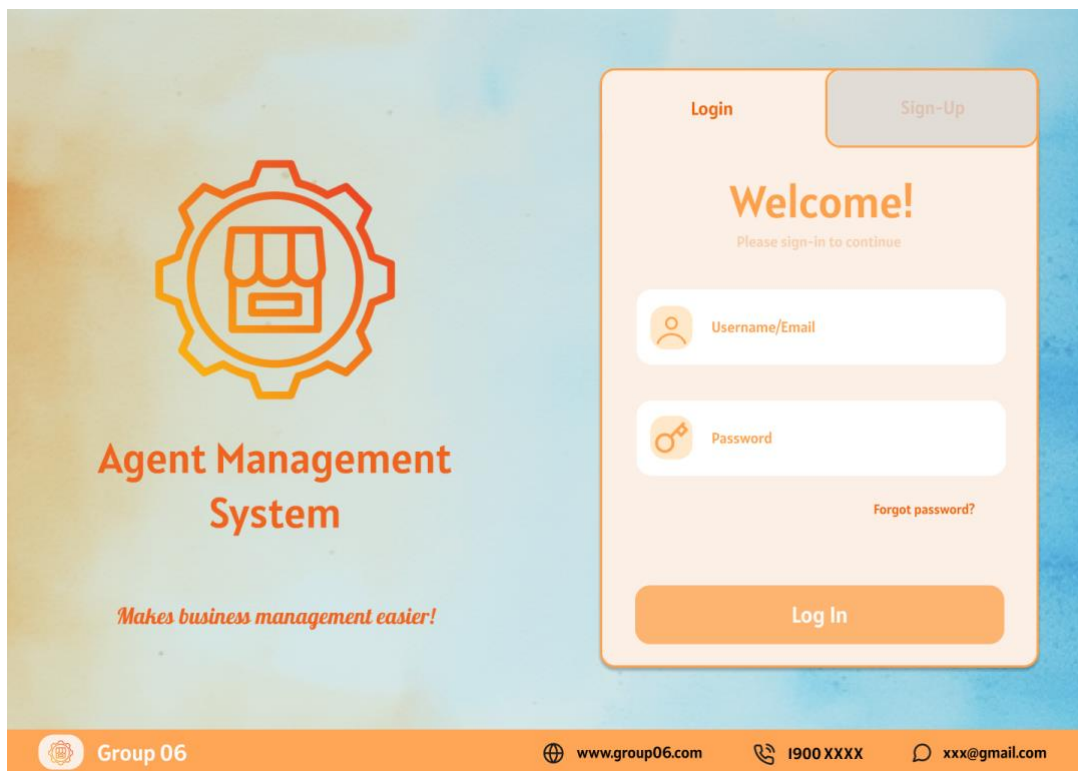 Login
Sign-Up
Welcome!
Please sign-in to continue
Username/Email
Password
Forgot password?
Log In
Agent Management
System
Makes business management easier!
Group 06
www.group06.com
1900 XXXX
xxx@gmail.com